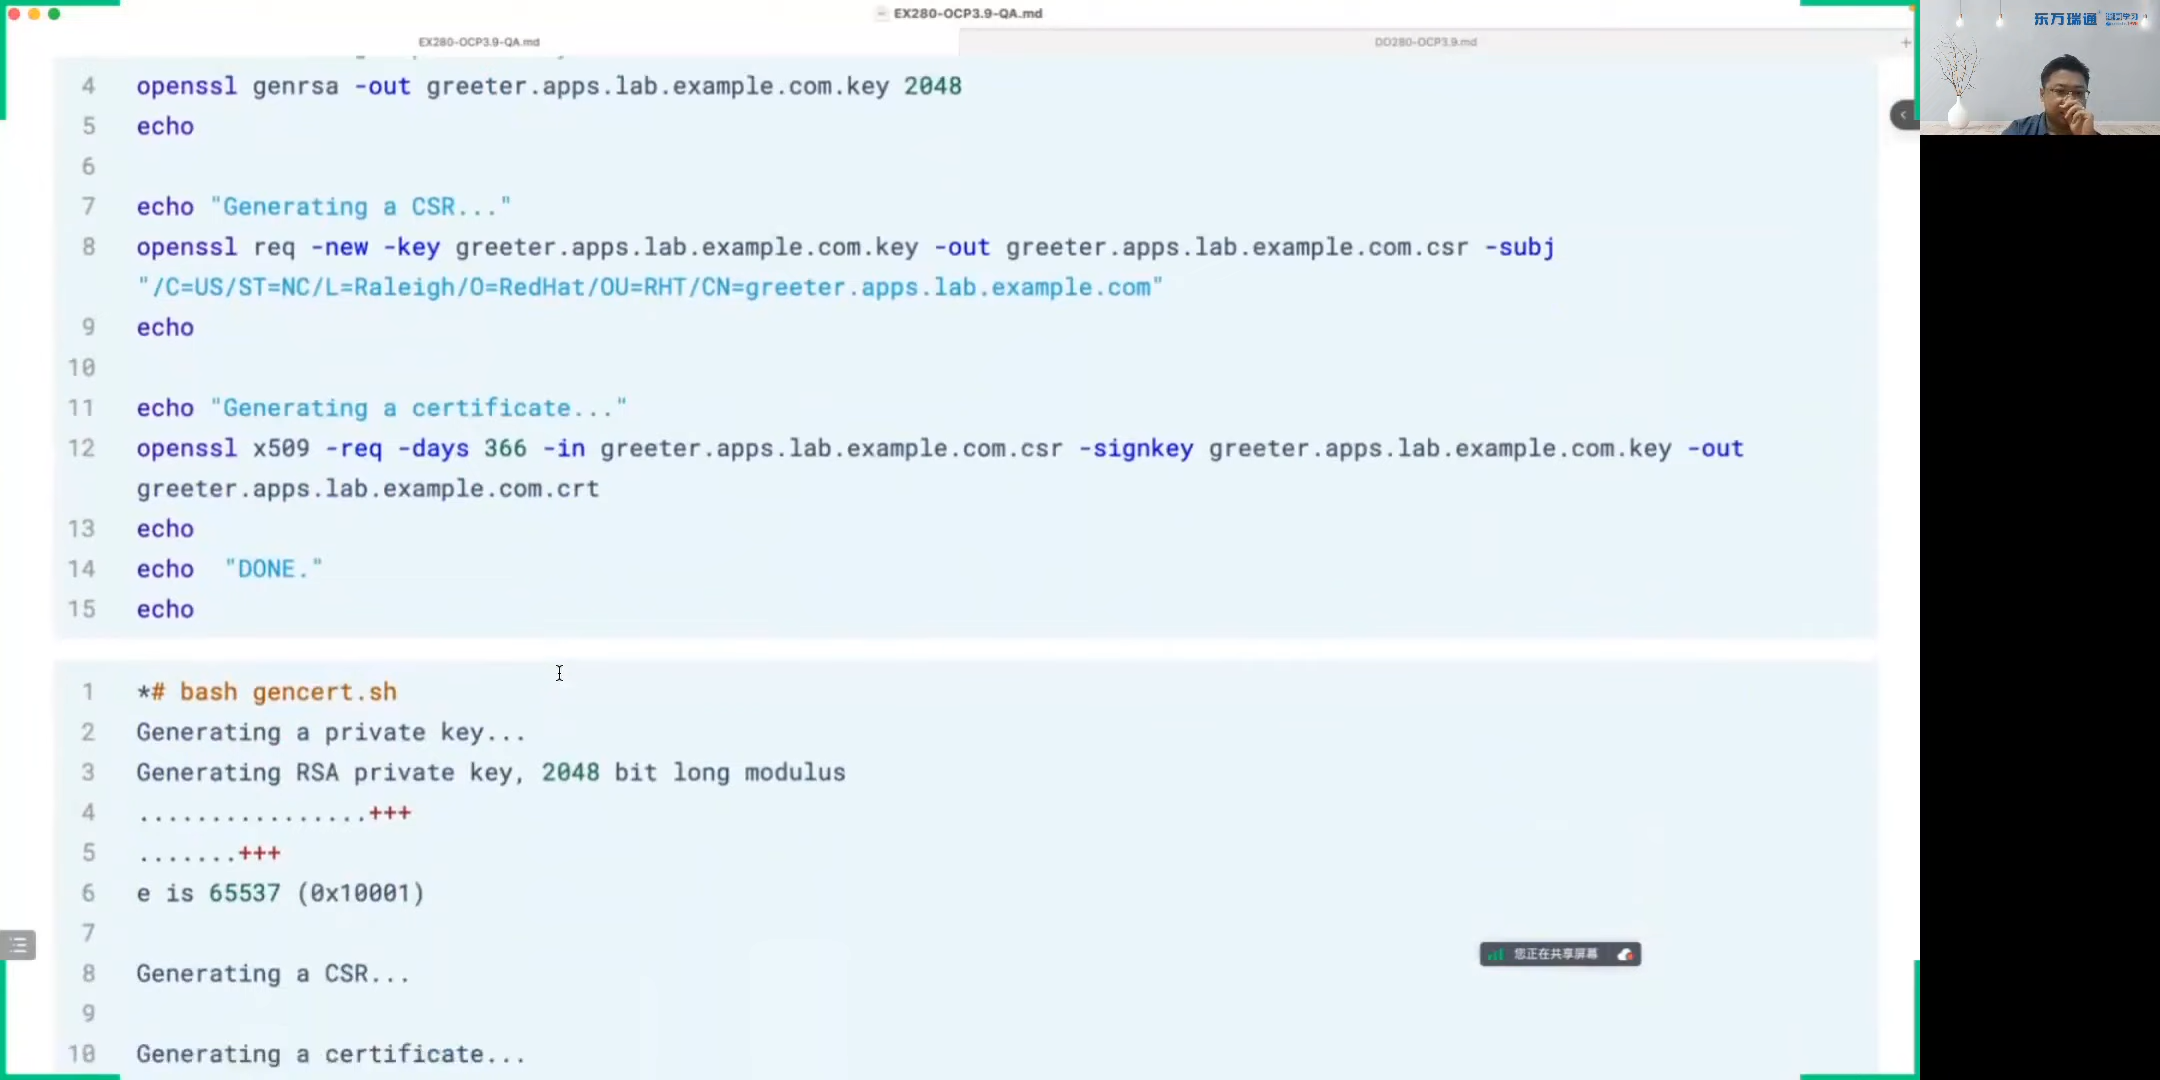 EX280-OCP3.9-QA.md
EX280-OCP3.9-QA.md
DO280-OCP3.9.md
+
东方瑞通
4 openssl genrsa -out greeter.apps.lab.example.com.key 2048
5 echo
6
7 echo "Generating a CSR..."
8 openssl req -new -key greeter.apps.lab.example.com.key -out greeter.apps.lab.example.com.csr -subj
"/C=US/ST=NC/L=Raleigh/O=RedHat/OU=RHT/CN=greeter.apps.lab.example.com"
9 echo
10
11 echo "Generating a certificate..."
12 openssl x509 -req -days 366 -in greeter.apps.lab.example.com.csr -signkey greeter.apps.lab.example.com.key -out
greeter.apps.lab.example.com.crt
13 echo
14 echo  "DONE."
15 echo
1 *# bash gencert.sh
2 Generating a private key...
3 Generating RSA private key, 2048 bit long modulus
4 ................+++
5 .......+++
6 e is 65537 (0x10001)
7
8 Generating a CSR...
9
10 Generating a certificate...
您正在共享屏幕